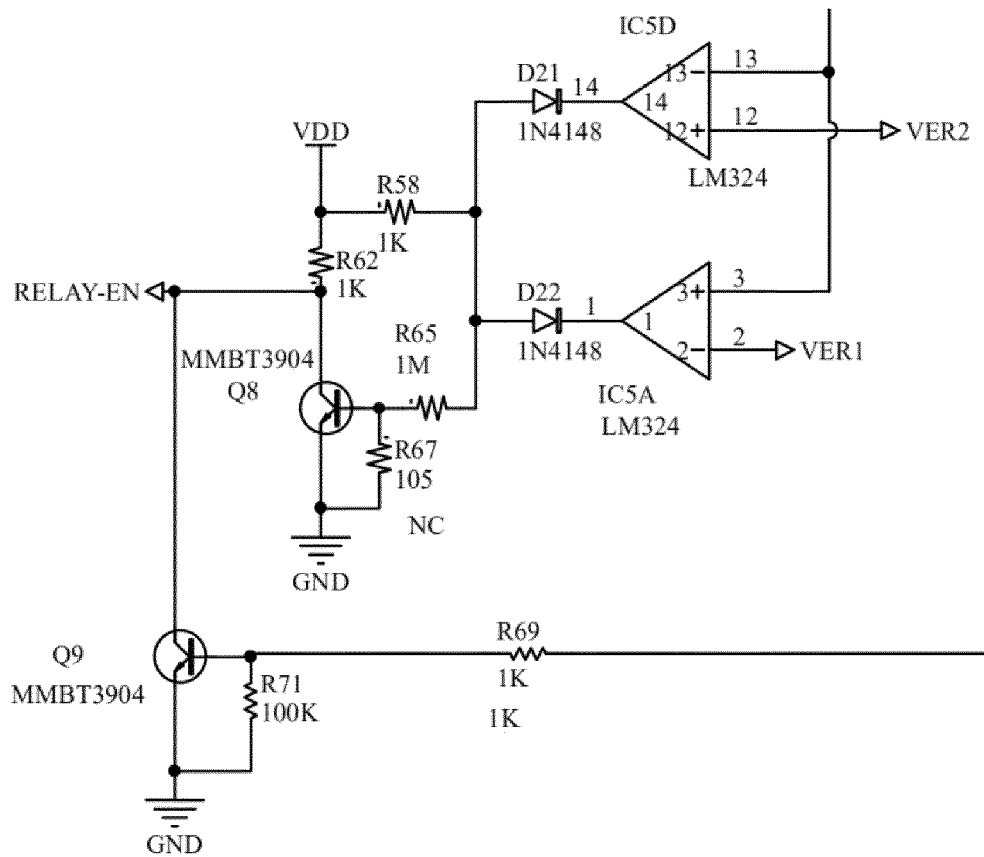 IC5D
D21
14
1N4148
13-
14
12+
13
12
VER2
LM324
VDD
R58
1K
R62
1K
RELAY-EN
D22
1
1N4148
3+
1
2-
3
2
VER1
IC5A
LM324
R65
1M
MMBT3904
Q8
R67
105
NC
GND
Q9
MMBT3904
R69
1K
1K
R71
100K
GND